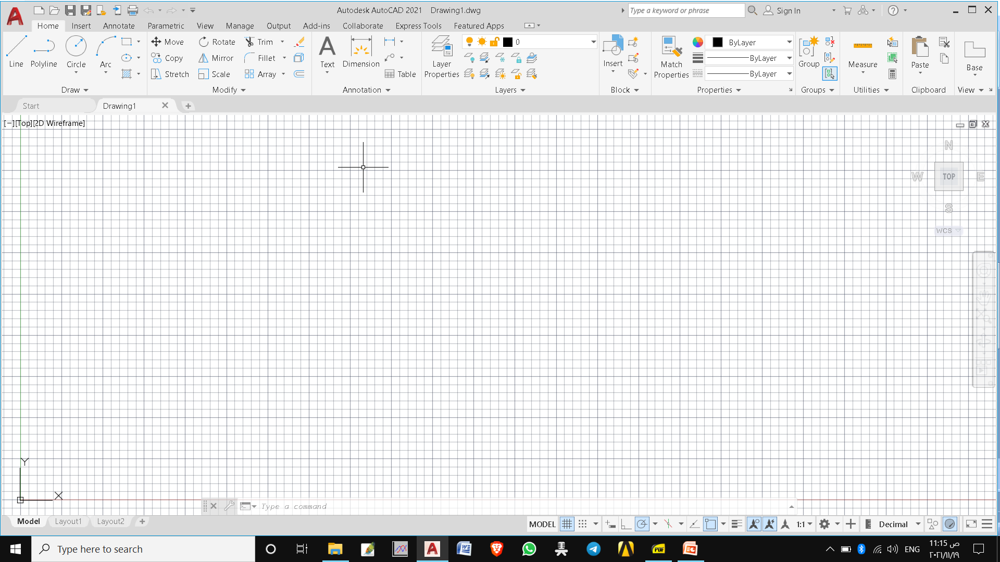 Autodesk AutoCAD 2021 Drawing1.dwg
Type a keyword or phrase
Sign In
Home Insert Annotate Parametric View Manage Output Add-ins Collaborate Express Tools Featured Apps
Line Polyline Circle Arc
Move Rotate Trim
Copy Mirror Fillet
Stretch Scale Array
Text Dimension
Table
Layer
Properties
0
Insert
Match
Properties
ByLayer
ByLayer
ByLayer
Group
Measure
Paste
Base
Draw Modify Annotation Layers Block Properties Groups Utilities Clipboard View
Start Drawing1
[−][Top][2D Wireframe]
N
W TOP E
S
WCS
Y
X
Type a command
Model Layout1 Layout2
MODEL 1:1 Decimal
Type here to search
PDF
ENG
11:15 ص
٢٠٢١/١١/١٩